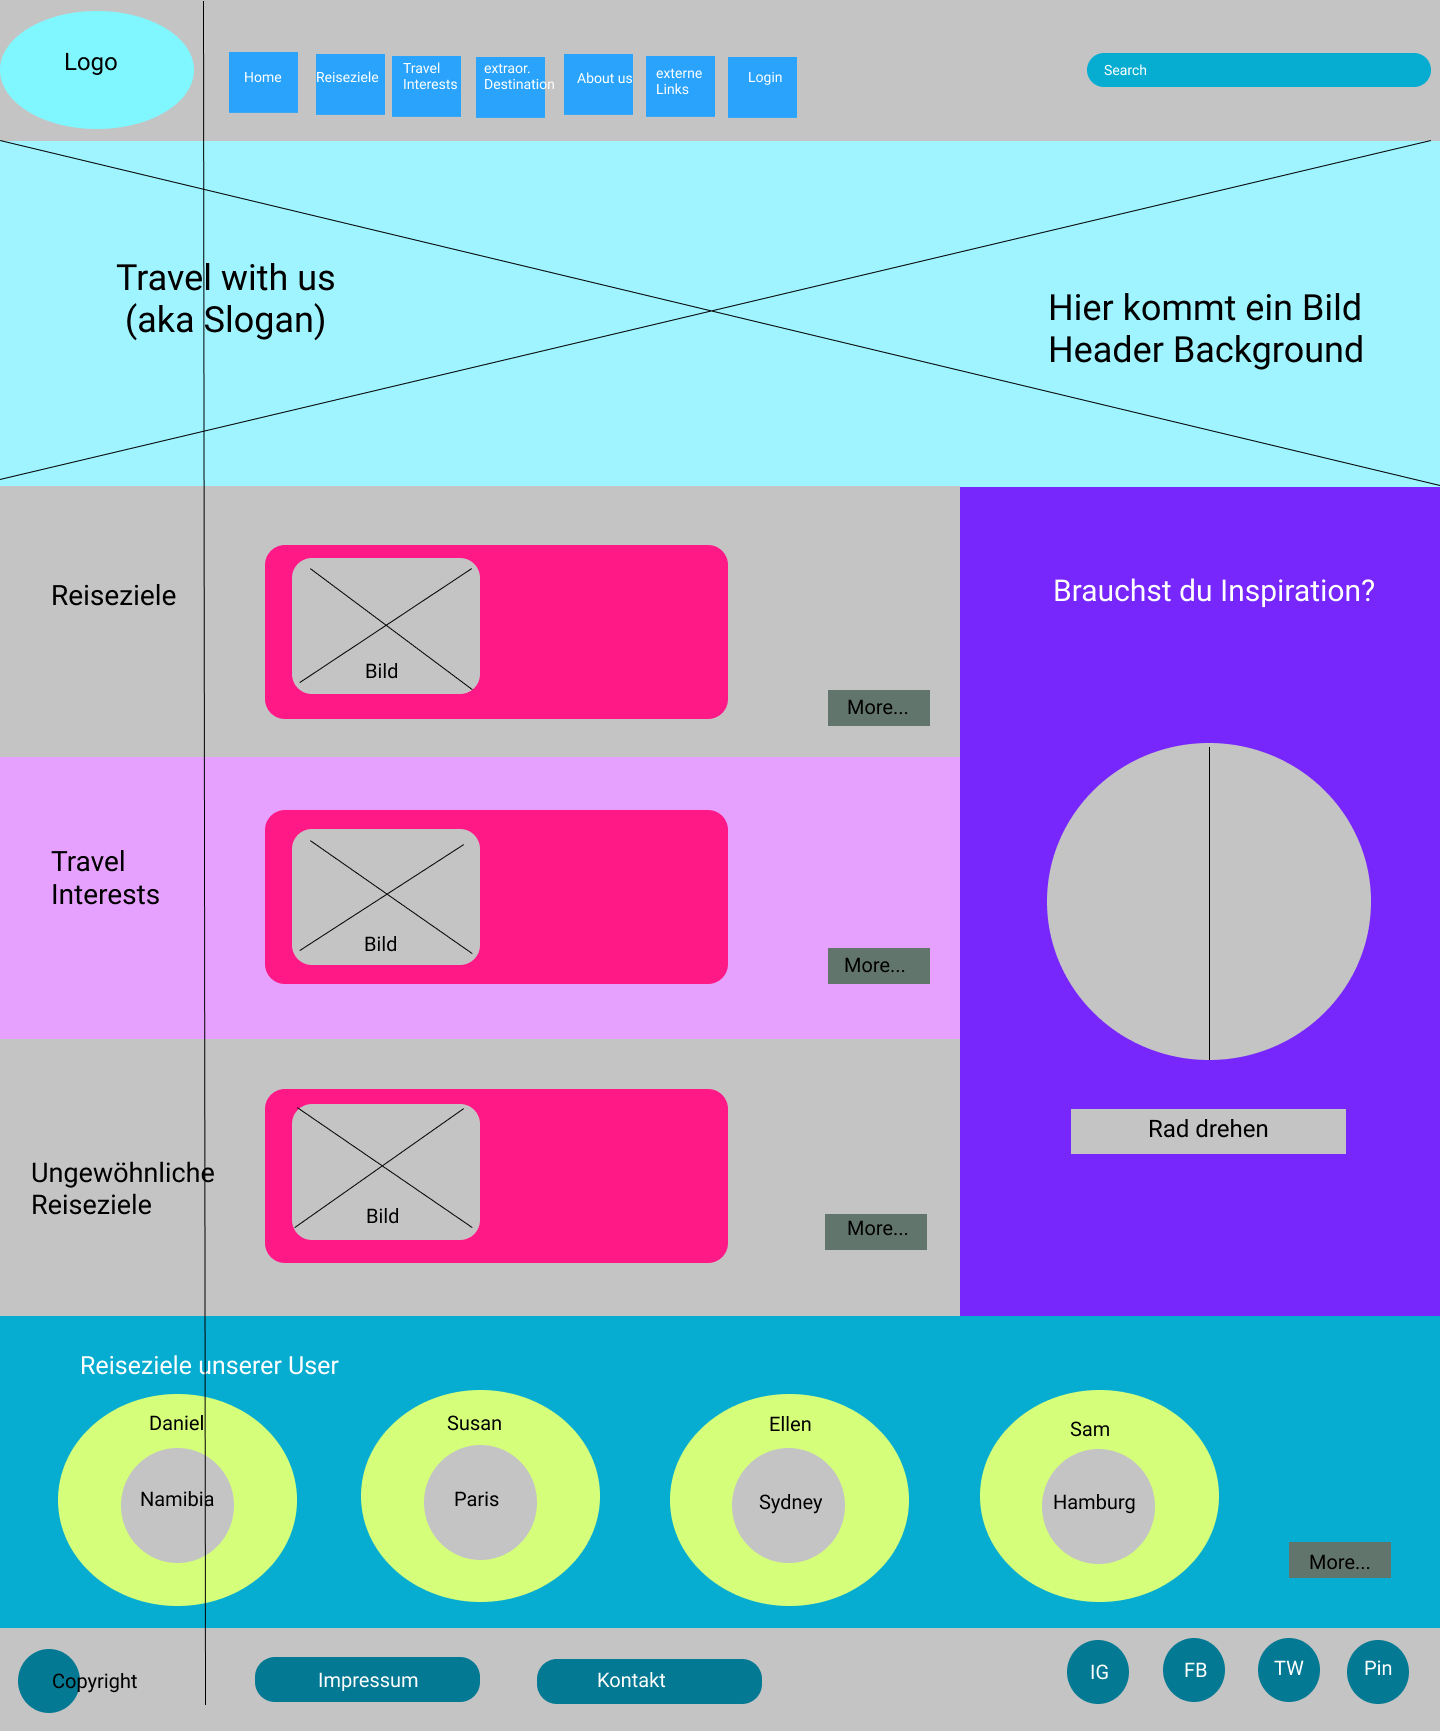 Logo
Home
Reiseziele
Travel
Interests
extraor.
Destination
About us
externe
Links
Login
Search
Travel with us
(aka Slogan)
Hier kommt ein Bild
Header Background
Reiseziele
Bild
More...
Brauchst du Inspiration?
Travel
Interests
Bild
More...
Rad drehen
Ungewöhnliche
Reiseziele
Bild
More...
Reiseziele unserer User
Daniel
Namibia
Susan
Paris
Ellen
Sydney
Sam
Hamburg
More...
Copyright
Impressum
Kontakt
IG
FB
TW
Pin